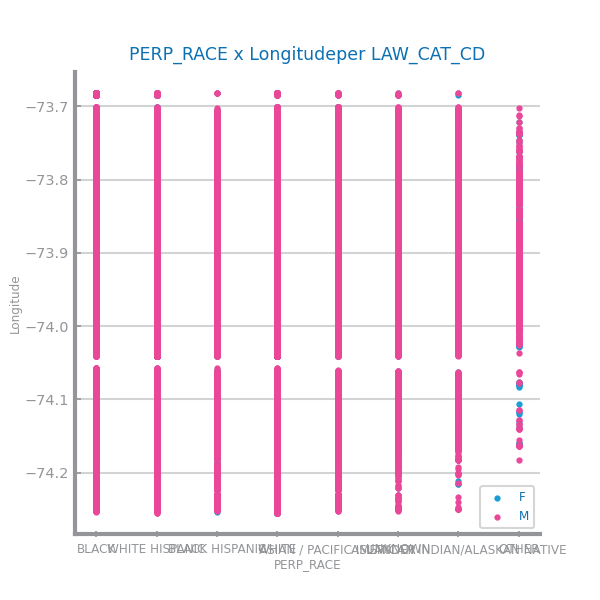 PERP_RACE x Longitudeper LAW_CAT_CD
Longitude
−73.7
−73.8
−73.9
−74.0
−74.1
−74.2
F
M
BLACK
WHITE HISPANIC
BLACK HISPANIC
WHITE
ASIAN / PACIFIC ISLANDER
UNKNOWN
AMERICAN INDIAN/ALASKAN NATIVE
OTHER
PERP_RACE